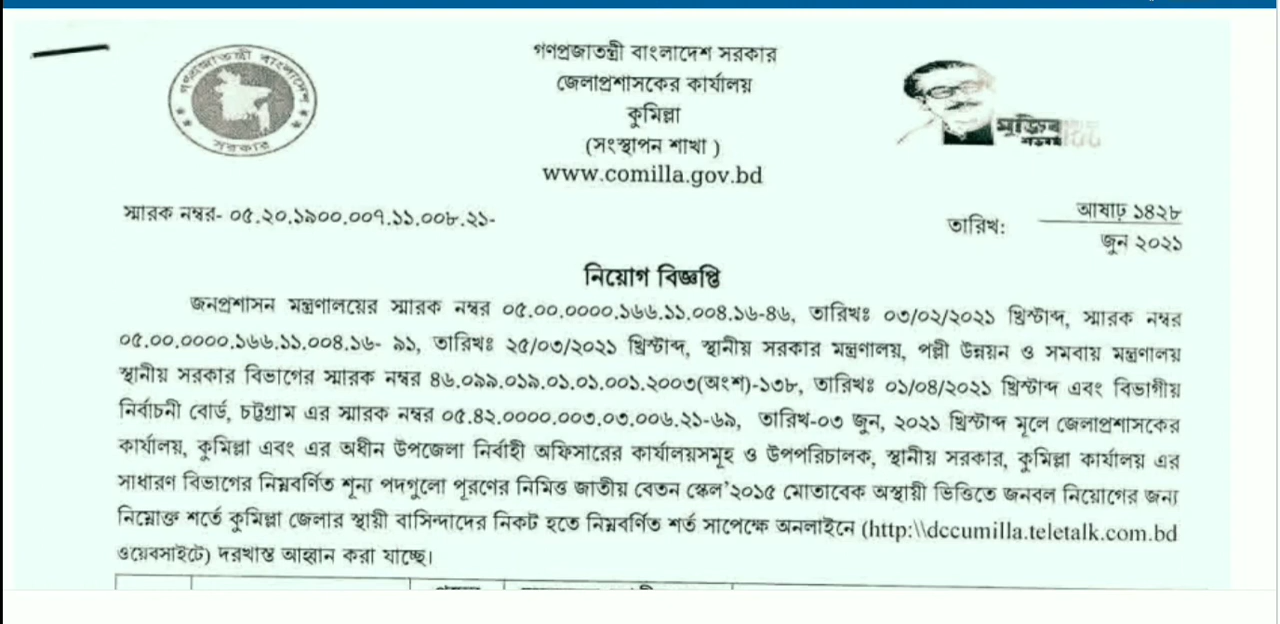 গণপ্রজাতন্ত্রী বাংলাদেশ সরকার
গণপ্রজাতন্ত্রী বাংলাদেশ সরকার
জেলাপ্রশাসকের কার্যালয়
কুমিল্লা
(সংস্থাপন শাখা )
www.comilla.gov.bd
মুজিব
স্মারক নম্বর- ০৫.২০.১৯০০.০০৭.১১.০০৮.২১-
তারিখ:
আষাঢ় ১৪২৮
জুন ২০২১
নিয়োগ বিজ্ঞপ্তি
জনপ্রশাসন মন্ত্রণালয়ের স্মারক নম্বর ০৫.০০.০০০০.১৬৬.১১.০০৪.১৬-৪৬, তারিখঃ ০৩/০২/২০২১ খ্রিস্টাব্দ, স্মারক নম্বর
০৫.০০.০০০০.১৬৬.১১.০০৪.১৬- ৯১, তারিখঃ ২৫/০৩/২০২১ খ্রিস্টাব্দ, স্থানীয় সরকার মন্ত্রণালয়, পল্লী উন্নয়ন ও সমবায় মন্ত্রণালয়
স্থানীয় সরকার বিভাগের স্মারক নম্বর ৪৬.০৯৯.০১৯.০১.০১.০০১.২০০৩(অংশ)-১৩৮, তারিখঃ ০১/০৪/২০২১ খ্রিস্টাব্দ এবং বিভাগীয়
নির্বাচনী বোর্ড, চট্টগ্রাম এর স্মারক নম্বর ০৫.৪২.০০০০.০০৩.০৩.০০৬.২১-৬৯, তারিখ-০৩ জুন, ২০২১ খ্রিস্টাব্দ মূলে জেলাপ্রশাসকের
কার্যালয়, কুমিল্লা এবং এর অধীন উপজেলা নির্বাহী অফিসারের কার্যালয়সমূহ ও উপপরিচালক, স্থানীয় সরকার, কুমিল্লা কার্যালয় এর
সাধারণ বিভাগের নিম্নবর্ণিত শূন্য পদগুলো পূরণের নিমিত্ত জাতীয় বেতন স্কেল'২০১৫ মোতাবেক অস্থায়ী ভিত্তিতে জনবল নিয়োগের জন্য
নিম্নোক্ত শর্তে কুমিল্লা জেলার স্থায়ী বাসিন্দাদের নিকট হতে নিম্নবর্ণিত শর্ত সাপেক্ষে অনলাইনে (http:\\dccumilla.teletalk.com.bd
ওয়েবসাইটে) দরখাস্ত আহ্বান করা যাচ্ছে।